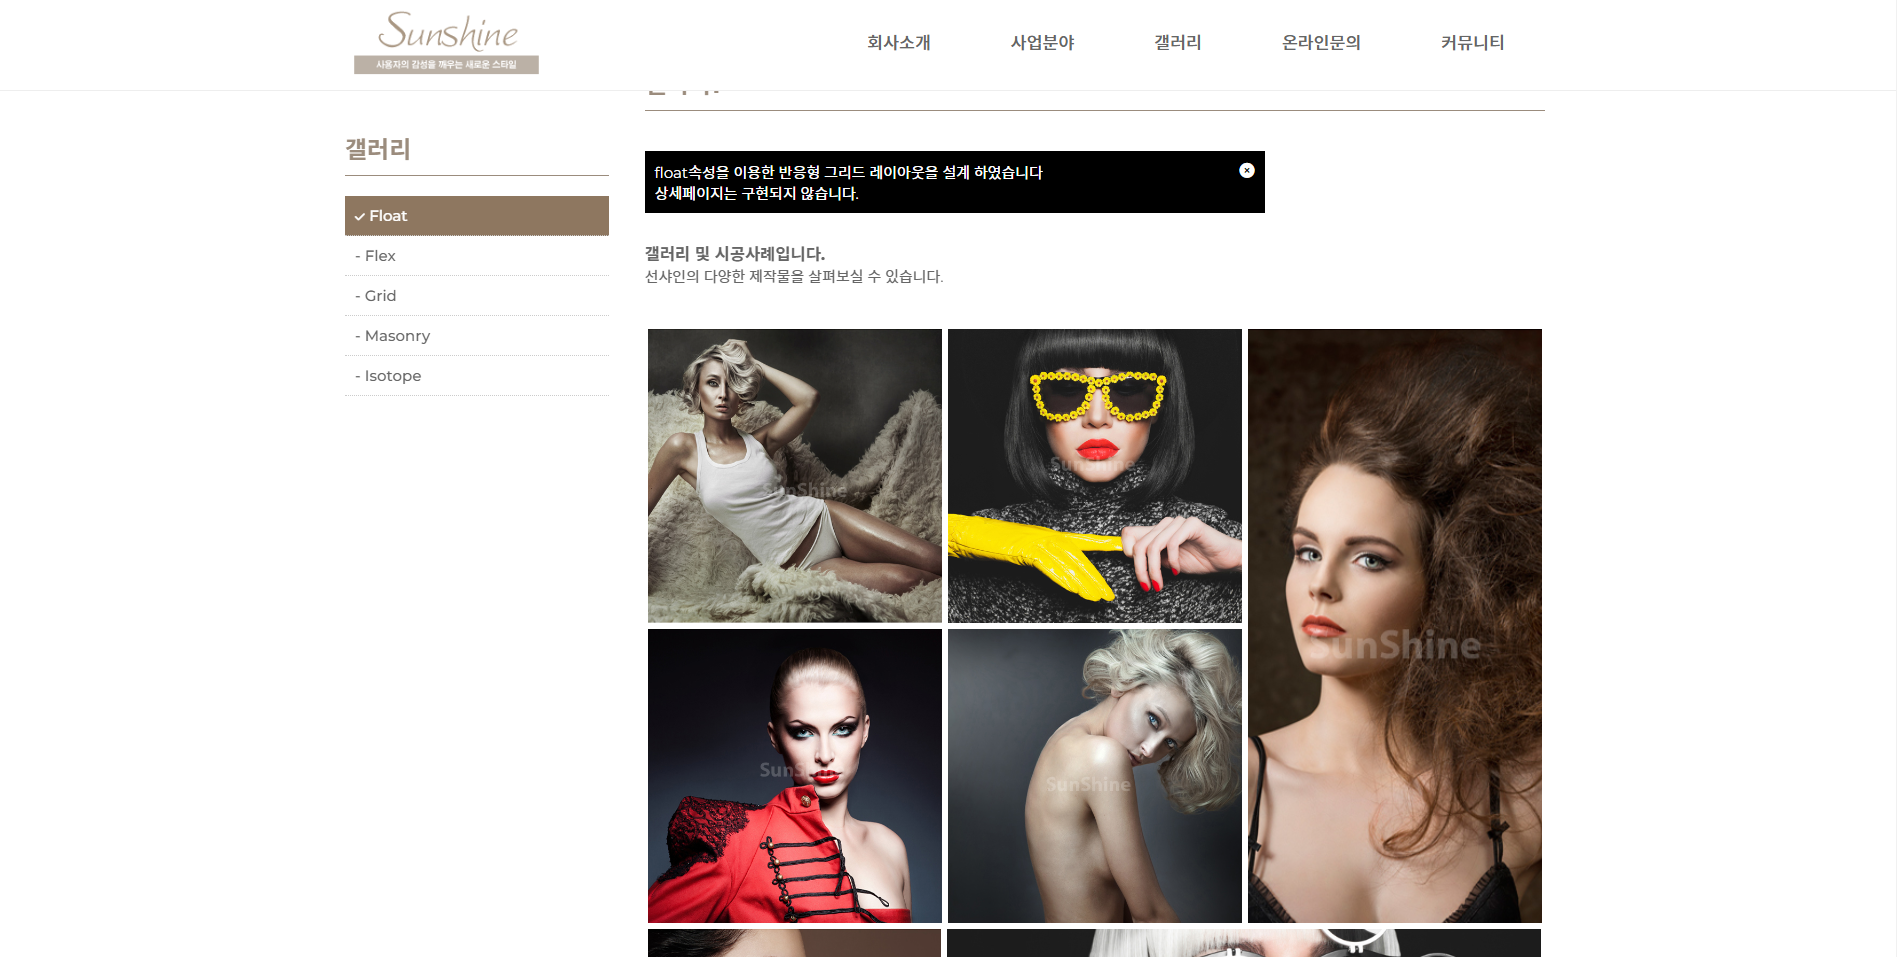 Sunshine
사용자의 감성을 깨우는 새로운 스타일
회사소개
사업분야
갤러리
온라인문의
커뮤니티
갤러리
Float
- Flex
- Grid
- Masonry
- Isotope
float속성을 이용한 반응형 그리드 레이아웃을 설계 하였습니다
상세페이지는 구현되지 않습니다.
갤러리 및 시공사례입니다.
선샤인의 다양한 제작물을 살펴보실 수 있습니다.
SunShine
SunShine
SunShine
SunShine
SunShine